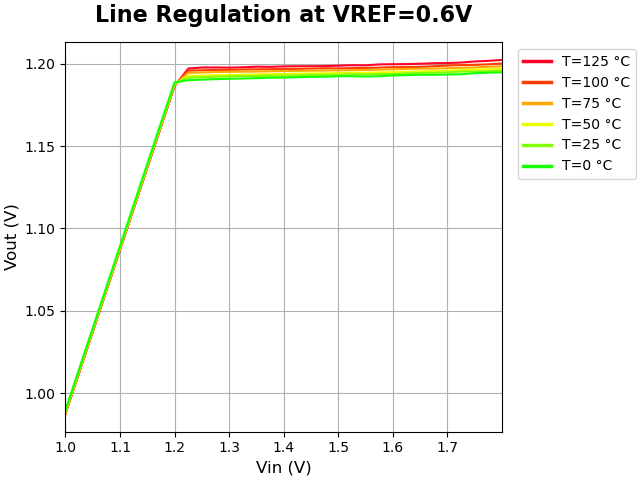 Line Regulation at VREF=0.6V
1.20
1.15
1.10
1.05
1.00
Vout (V)
1.0 1.1 1.2 1.3 1.4 1.5 1.6 1.7
Vin (V)
T=125 °C
T=100 °C
T=75 °C
T=50 °C
T=25 °C
T=0 °C